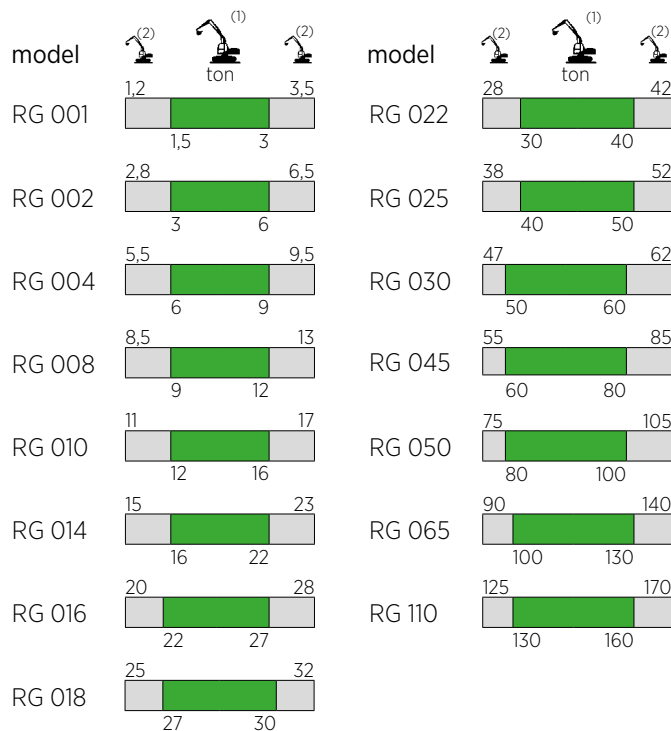 (2) (1) (2)
model
ton
1,2 3,5
RG 001
1,5 3
2,8 6,5
RG 002
3 6
5,5 9,5
RG 004
6 9
8,5 13
RG 008
9 12
11 17
RG 010
12 16
15 23
RG 014
16 22
20 28
RG 016
22 27
25 32
RG 018
27 30
(2) (1) (2)
model
ton
28 42
RG 022
30 40
38 52
RG 025
40 50
47 62
RG 030
50 60
55 85
RG 045
60 80
75 105
RG 050
80 100
90 140
RG 065
100 130
125 170
RG 110
130 160